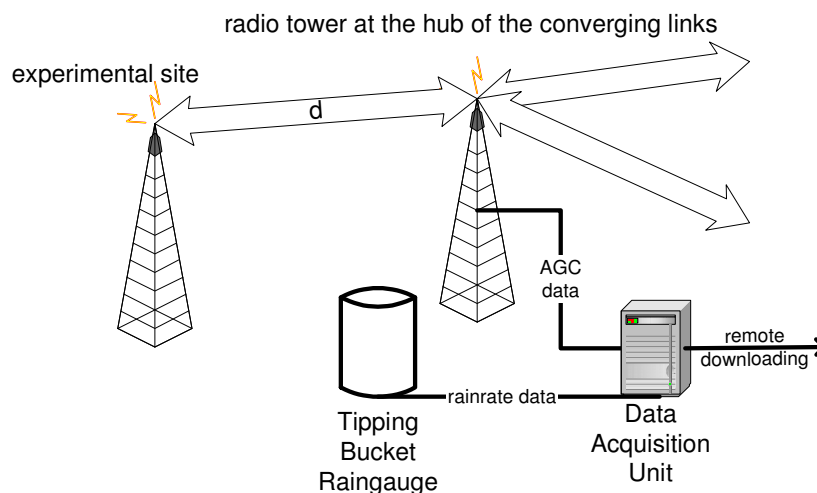 radio tower at the hub of the converging links
experimental site
d
AGC
data
remote
downloading
rainrate data
Tipping
Bucket
Raingauge
Data
Acquisition
Unit